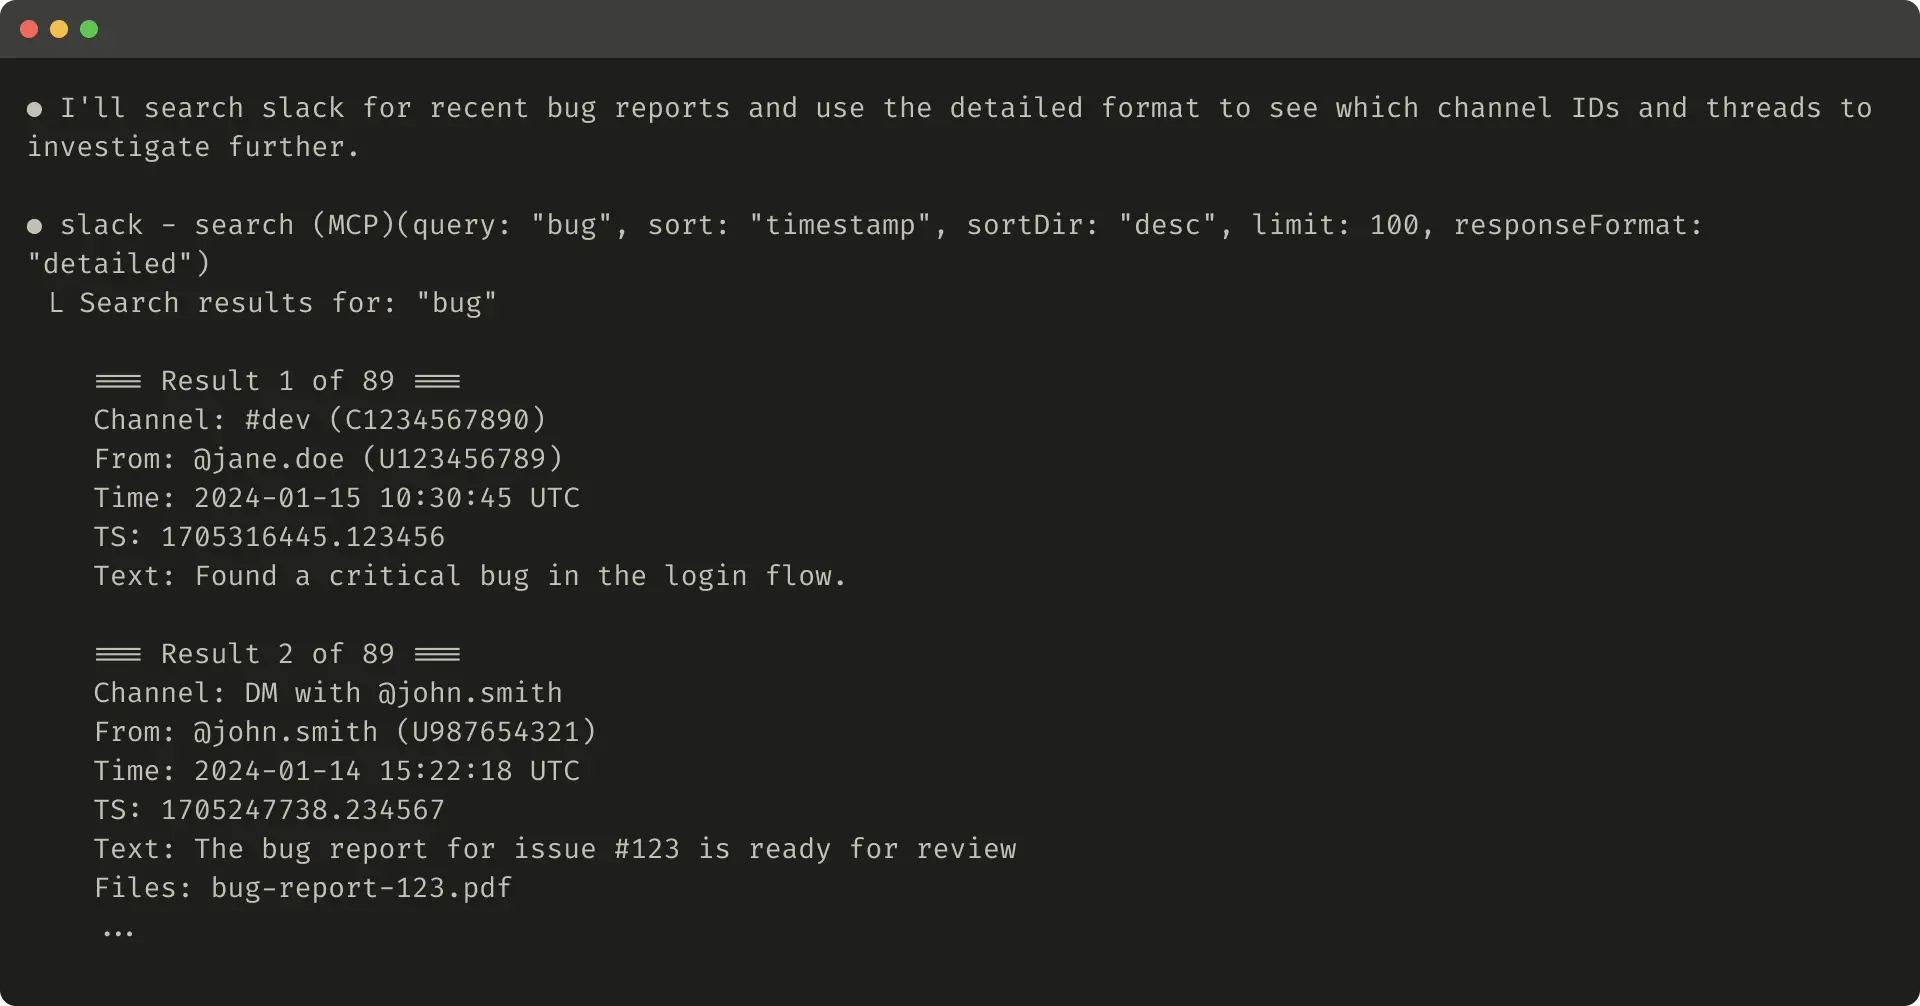 ● I'll search slack for recent bug reports and use the detailed format to see which channel IDs and threads to
investigate further.
● slack - search (MCP)(query: "bug", sort: "timestamp", sortDir: "desc", limit: 100, responseFormat:
"detailed")
└ Search results for: "bug"
=== Result 1 of 89 ===
Channel: #dev (C1234567890)
From: @jane.doe (U123456789)
Time: 2024-01-15 10:30:45 UTC
TS: 1705316445.123456
Text: Found a critical bug in the login flow.
=== Result 2 of 89 ===
Channel: DM with @john.smith
From: @john.smith (U987654321)
Time: 2024-01-14 15:22:18 UTC
TS: 1705247738.234567
Text: The bug report for issue #123 is ready for review
Files: bug-report-123.pdf
...